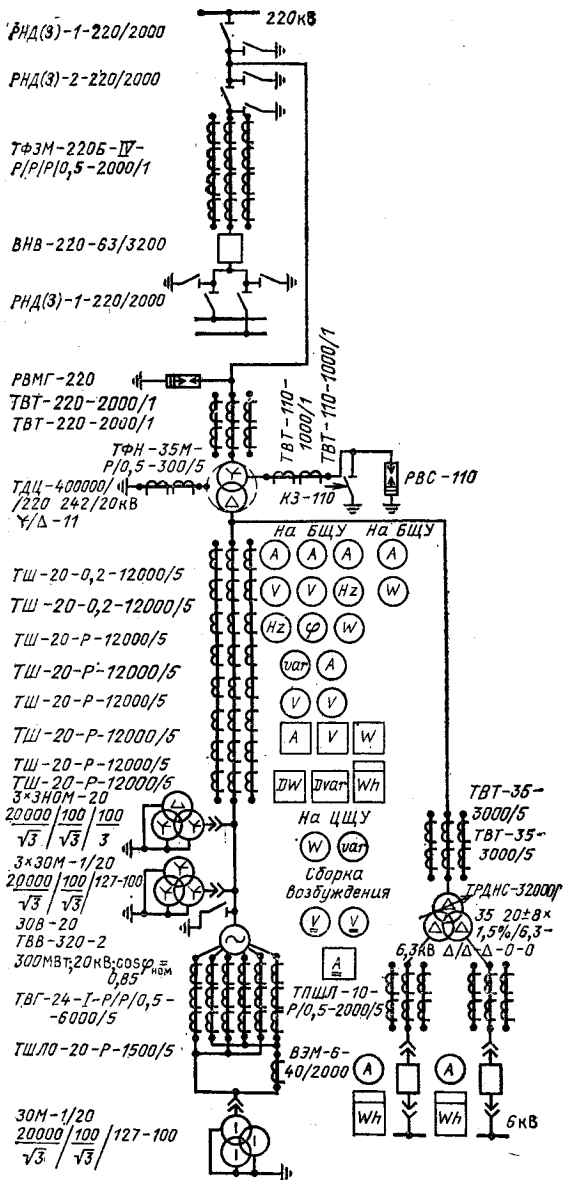 220кВ
РНД(З)-1-220/2000
РНД(З)-2-220/2000
ТФЗМ-220Б-IV-
Р/Р/Р/0,5-2000/1
ВНВ-220-63/3200
РНД(З)-1-220/2000
РВМГ-220
ТВТ-220-2000/1
ТВТ-220-2000/1
ТВТ-110-
1000/1
ТВТ-110-1000/1
ТФН-35М-
Р/0,5-300/5
КЗ-110
РВС-110
ТДЦ-400000/
/220 242/20кВ
Y/Δ-11
На БЩУ
На БЩУ
A A A A
V V Hz W
Hz φ W
var A
V V
A V W
DW Dvar Wh
ТШ-20-0,2-12000/5
ТШ-20-0,2-12000/5
ТШ-20-Р-12000/5
ТШ-20-Р-12000/5
ТШ-20-Р-12000/5
ТШ-20-Р-12000/5
ТШ-20-Р-12000/5
ТШ-20-Р-12000/5
3×ЗНОМ-20
20000/√3 / 100/√3 / 100/3
3×ЗОМ-1/20
20000/√3 / 100/√3 / 127-100
ЗОВ-20
ТВВ-320-2
300МВт;20кВ;cosφном=
0,85
ТВГ-24-I-Р/Р/0,5-
-6000/5
ТШЛО-20-Р-1500/5
ЗОМ-1/20
20000/√3 / 100/√3 / 127-100
На ЦЩУ
W var
Сборка
возбуждения
V V
A
ТВТ-35-
3000/5
ТВТ-35-
3000/5
ТРДНС-32000/
35 20±8×
1,5%/6,3-
6,3кВ Δ/Δ-Δ-0-0
ТПШЛ-10-
Р/0,5-2000/5
ВЭМ-6-
40/2000
A A
Wh Wh
6кВ